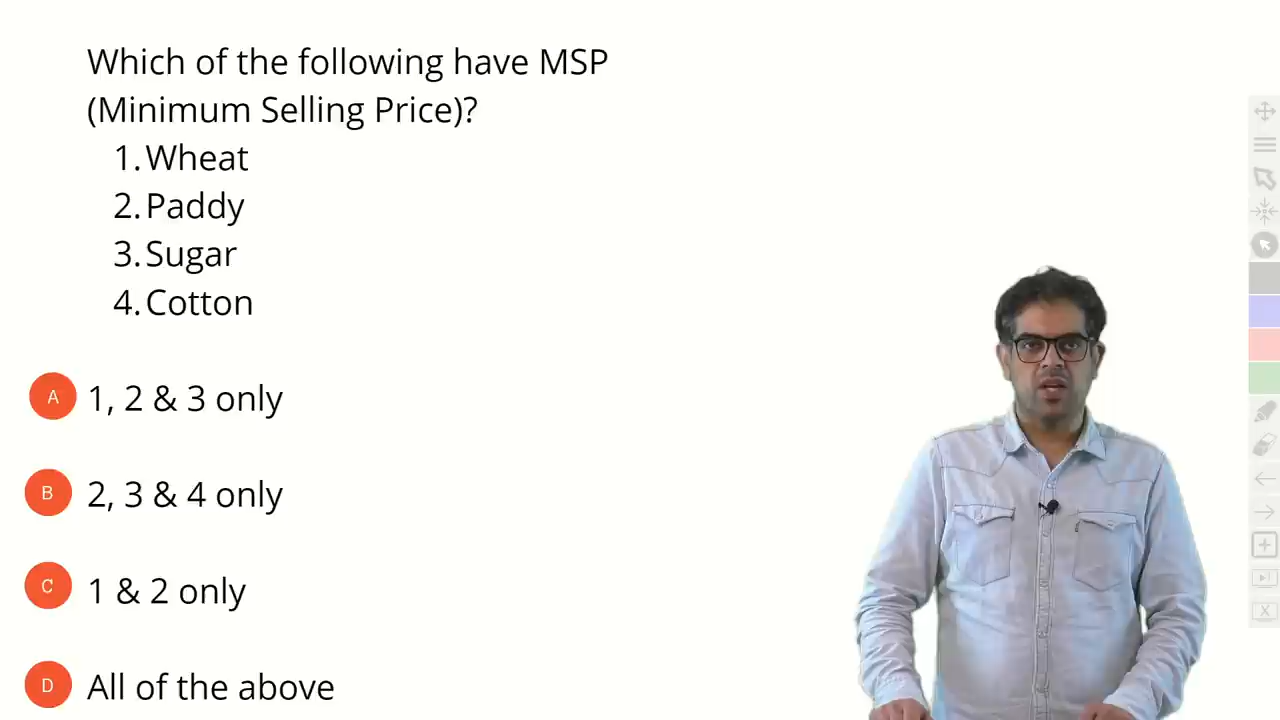 Which of the following have MSP
(Minimum Selling Price)?
1. Wheat
2. Paddy
3. Sugar
4. Cotton
A 1, 2 & 3 only
B 2, 3 & 4 only
C 1 & 2 only
D All of the above